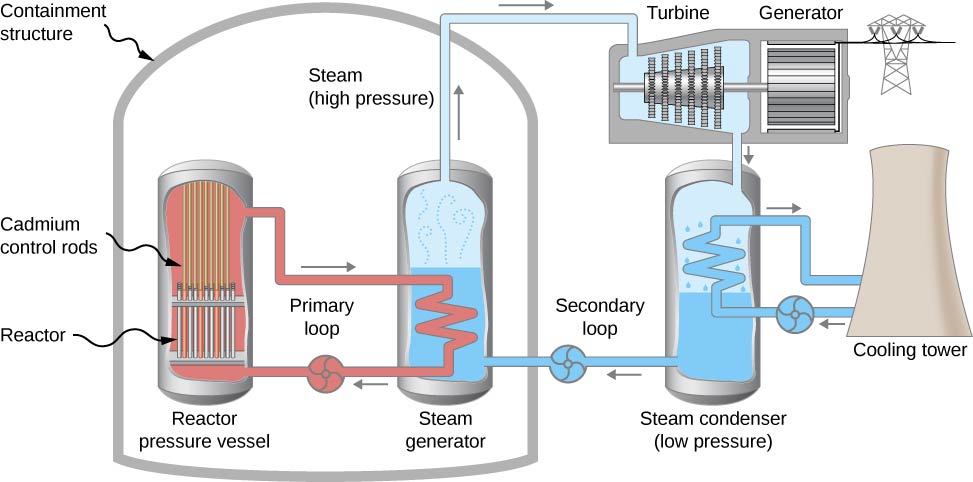 Containment
structure
Turbine
Generator
Steam
(high pressure)
Cadmium
control rods
Reactor
Primary
loop
Secondary
loop
Cooling tower
Reactor
pressure vessel
Steam
generator
Steam condenser
(low pressure)